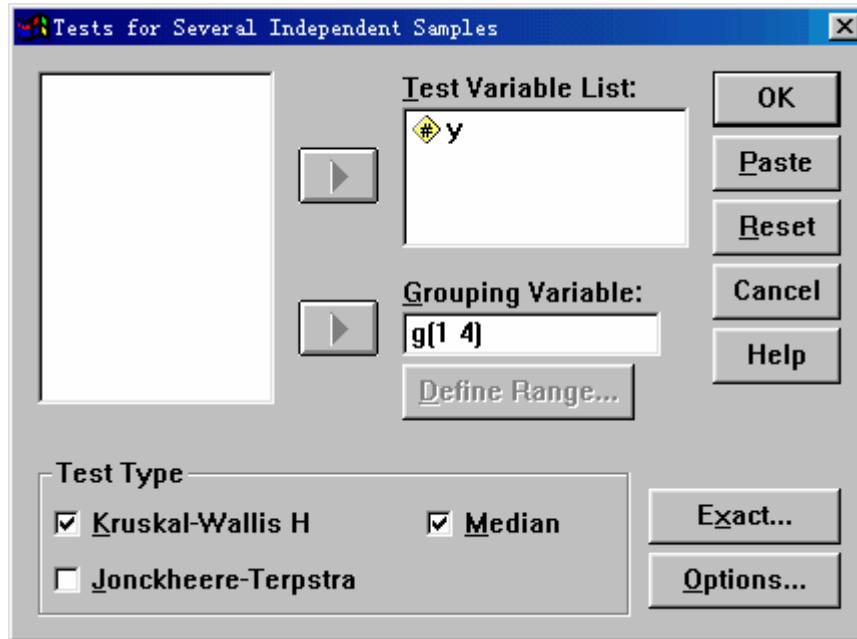 Tests for Several Independent Samples
Test Variable List:
# y
Grouping Variable:
g(1 4)
Define Range...
OK
Paste
Reset
Cancel
Help
Test Type
Kruskal-Wallis H
Median
Jonckheere-Terpstra
Exact...
Options...